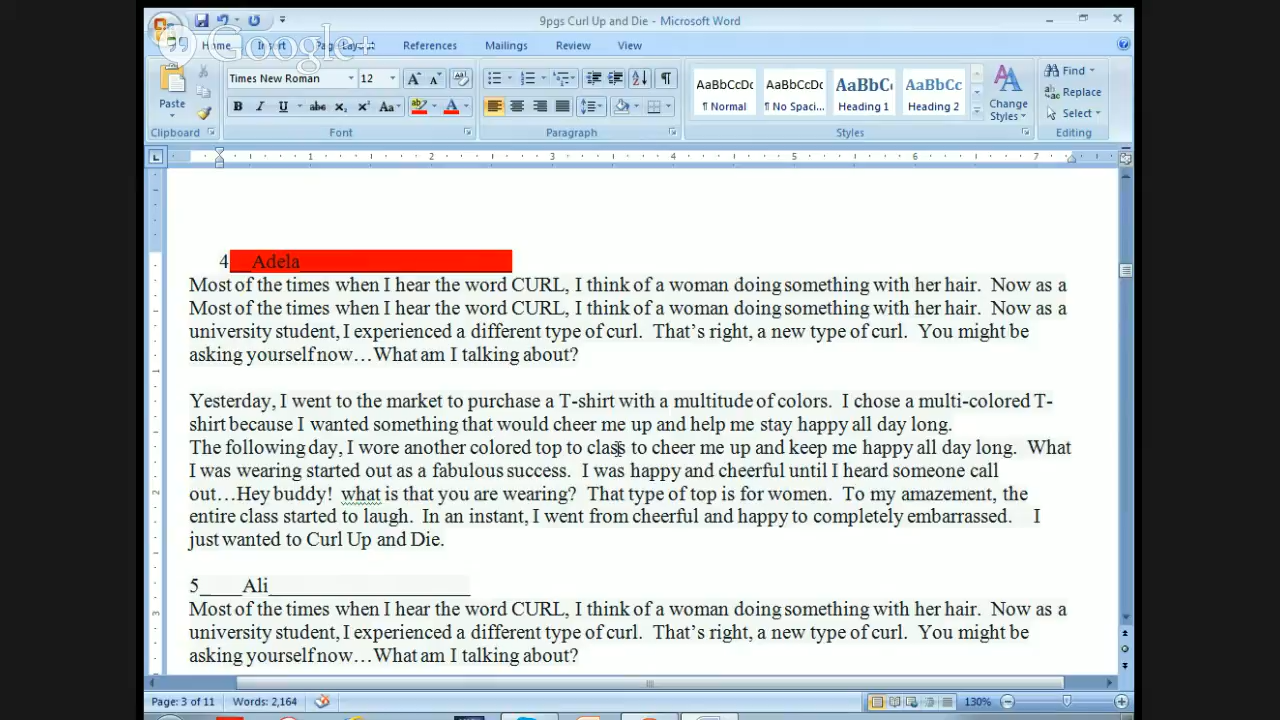 9pgs Curl Up and Die - Microsoft Word
Google+
Home Insert Page Layout References Mailings Review View
Times New Roman 12
AaBbCcDc AaBbCcDc AaBbC AaBbCc
Paste
¶ Normal ¶ No Spaci... Heading 1 Heading 2
Change Styles
Find
Replace
Select
Clipboard Font Paragraph Styles Editing
1 2 3 4 5 6 7
4__Adela
Most of the times when I hear the word CURL, I think of a woman doing something with her hair. Now as a
Most of the times when I hear the word CURL, I think of a woman doing something with her hair. Now as a
university student, I experienced a different type of curl. That's right, a new type of curl. You might be
asking yourself now…What am I talking about?
Yesterday, I went to the market to purchase a T-shirt with a multitude of colors. I chose a multi-colored T-
shirt because I wanted something that would cheer me up and help me stay happy all day long.
The following day, I wore another colored top to class to cheer me up and keep me happy all day long. What
I was wearing started out as a fabulous success. I was happy and cheerful until I heard someone call
out…Hey buddy! what is that you are wearing? That type of top is for women. To my amazement, the
entire class started to laugh. In an instant, I went from cheerful and happy to completely embarrassed. I
just wanted to Curl Up and Die.
5____Ali___________________
Most of the times when I hear the word CURL, I think of a woman doing something with her hair. Now as a
university student, I experienced a different type of curl. That's right, a new type of curl. You might be
asking yourself now…What am I talking about?
Page: 3 of 11 Words: 2,164 130%